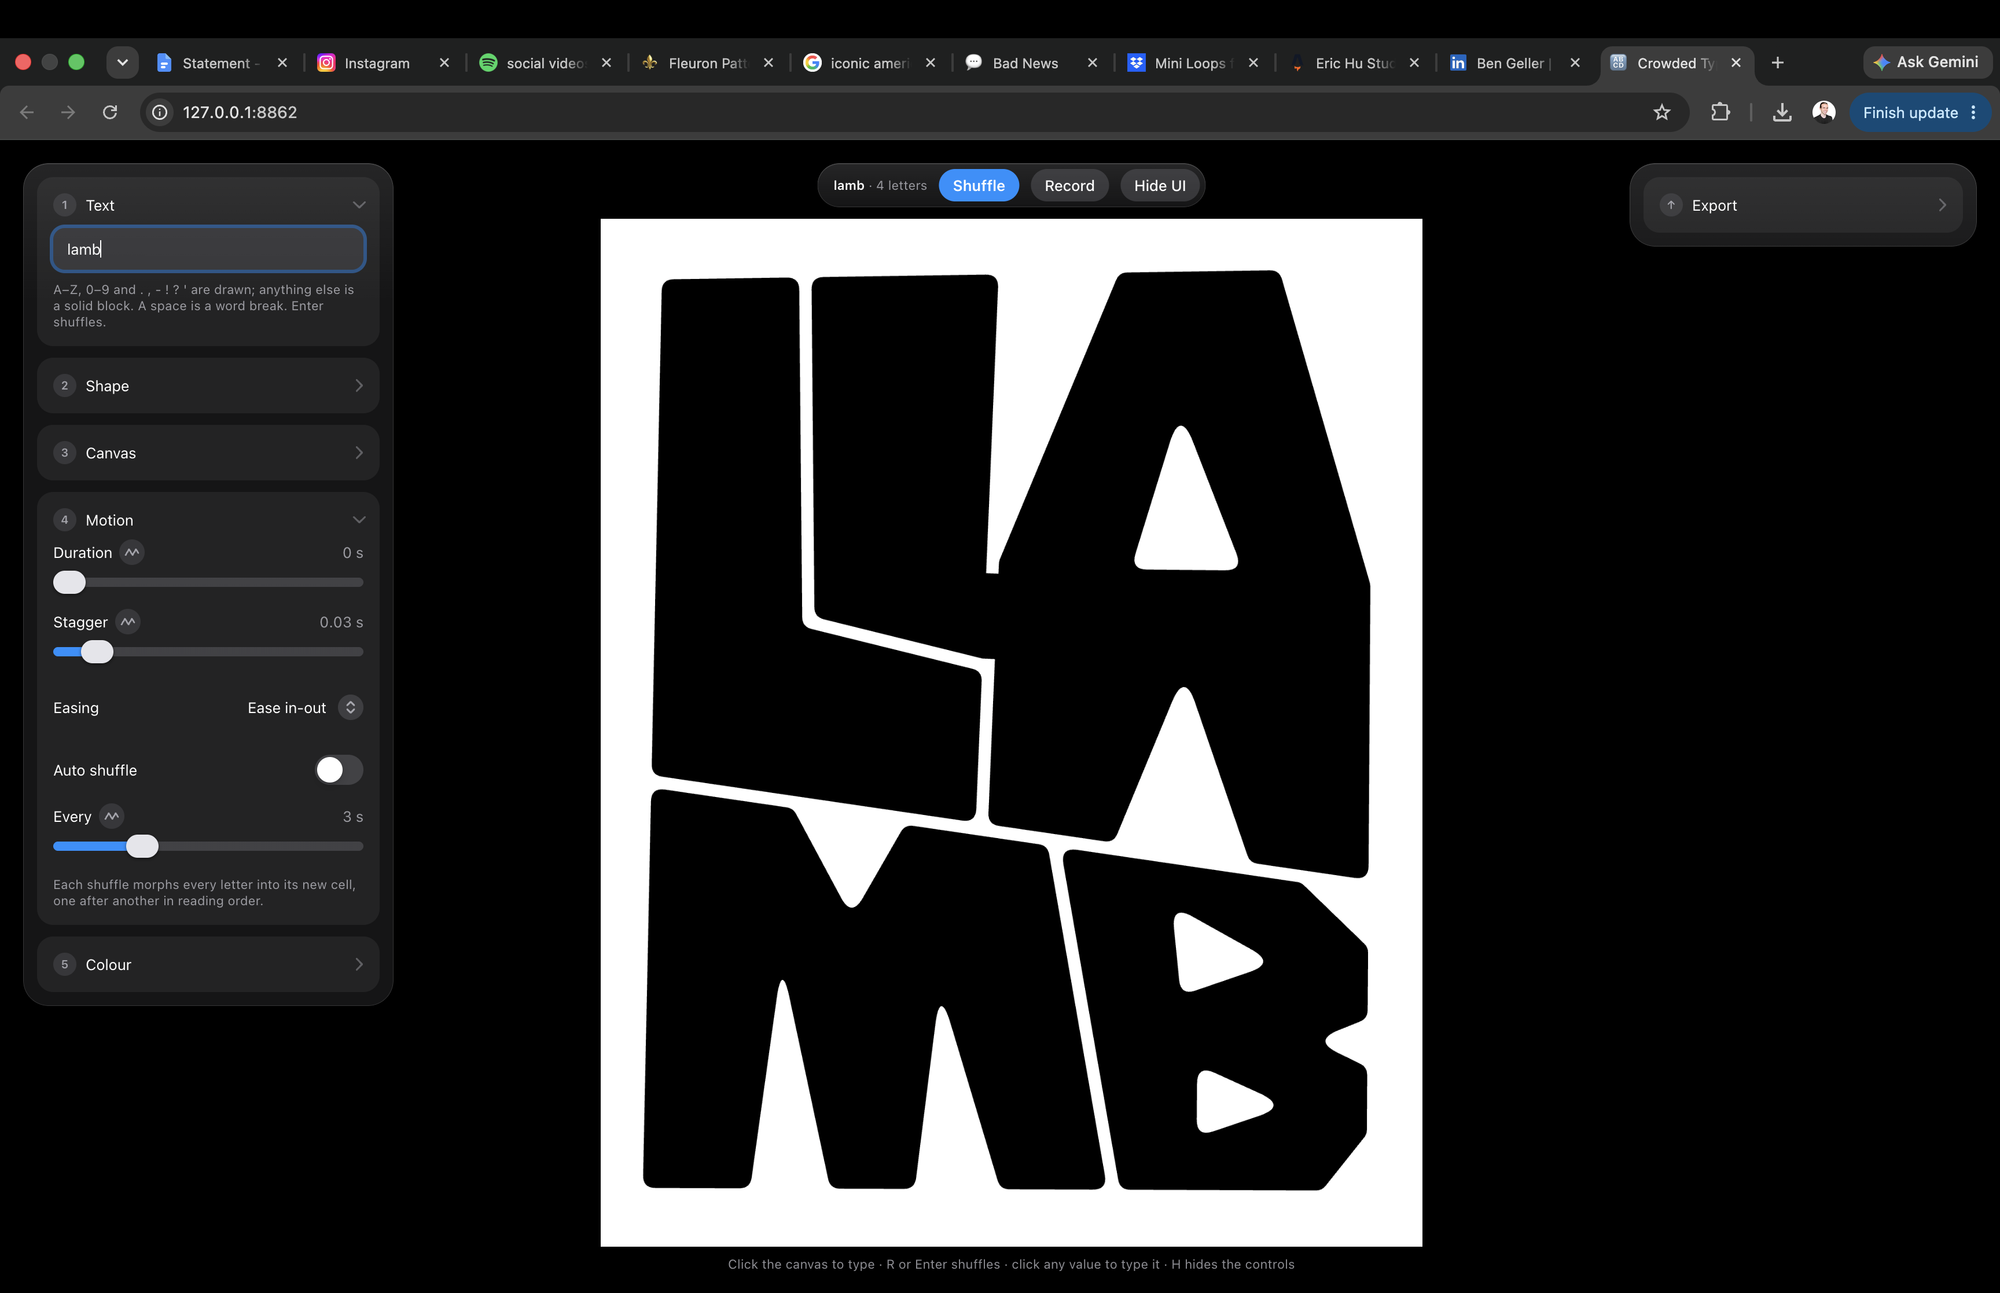 Statement -
Instagram
social video
Fleuron Patt
iconic ameri
Bad News
Mini Loops f
Eric Hu Stud
Ben Geller |
Crowded Ty
Ask Gemini
127.0.0.1:8862
Finish update
1 Text
lamb
A–Z, 0–9 and . , - ! ? ' are drawn; anything else is
a solid block. A space is a word break. Enter
shuffles.
2 Shape
3 Canvas
4 Motion
Duration 0 s
Stagger 0.03 s
Easing Ease in-out
Auto shuffle
Every 3 s
Each shuffle morphs every letter into its new cell,
one after another in reading order.
5 Colour
lamb · 4 letters Shuffle Record Hide UI
LA
MB
Click the canvas to type · R or Enter shuffles · click any value to type it · H hides the controls
Export